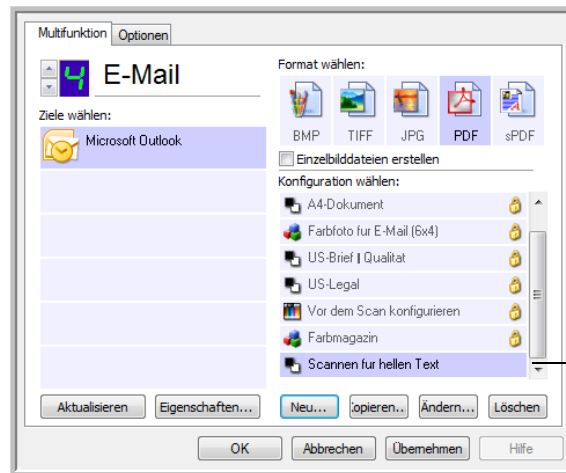 Multifunktion Optionen
4 E-Mail
Ziele wählen:
Microsoft Outlook
Format wählen:
BMP TIFF JPG PDF sPDF
Einzelbilddateien erstellen
Konfiguration wählen:
A4-Dokument
Farbfoto fur E-Mail (6x4)
US-Brief | Qualitat
US-Legal
Vor dem Scan konfigurieren
Farbmagazin
Scannen fur hellen Text
Aktualisieren Eigenschaften... Neu... opieren... Ändern... Löschen
OK Abbrechen Übernehmen Hilfe